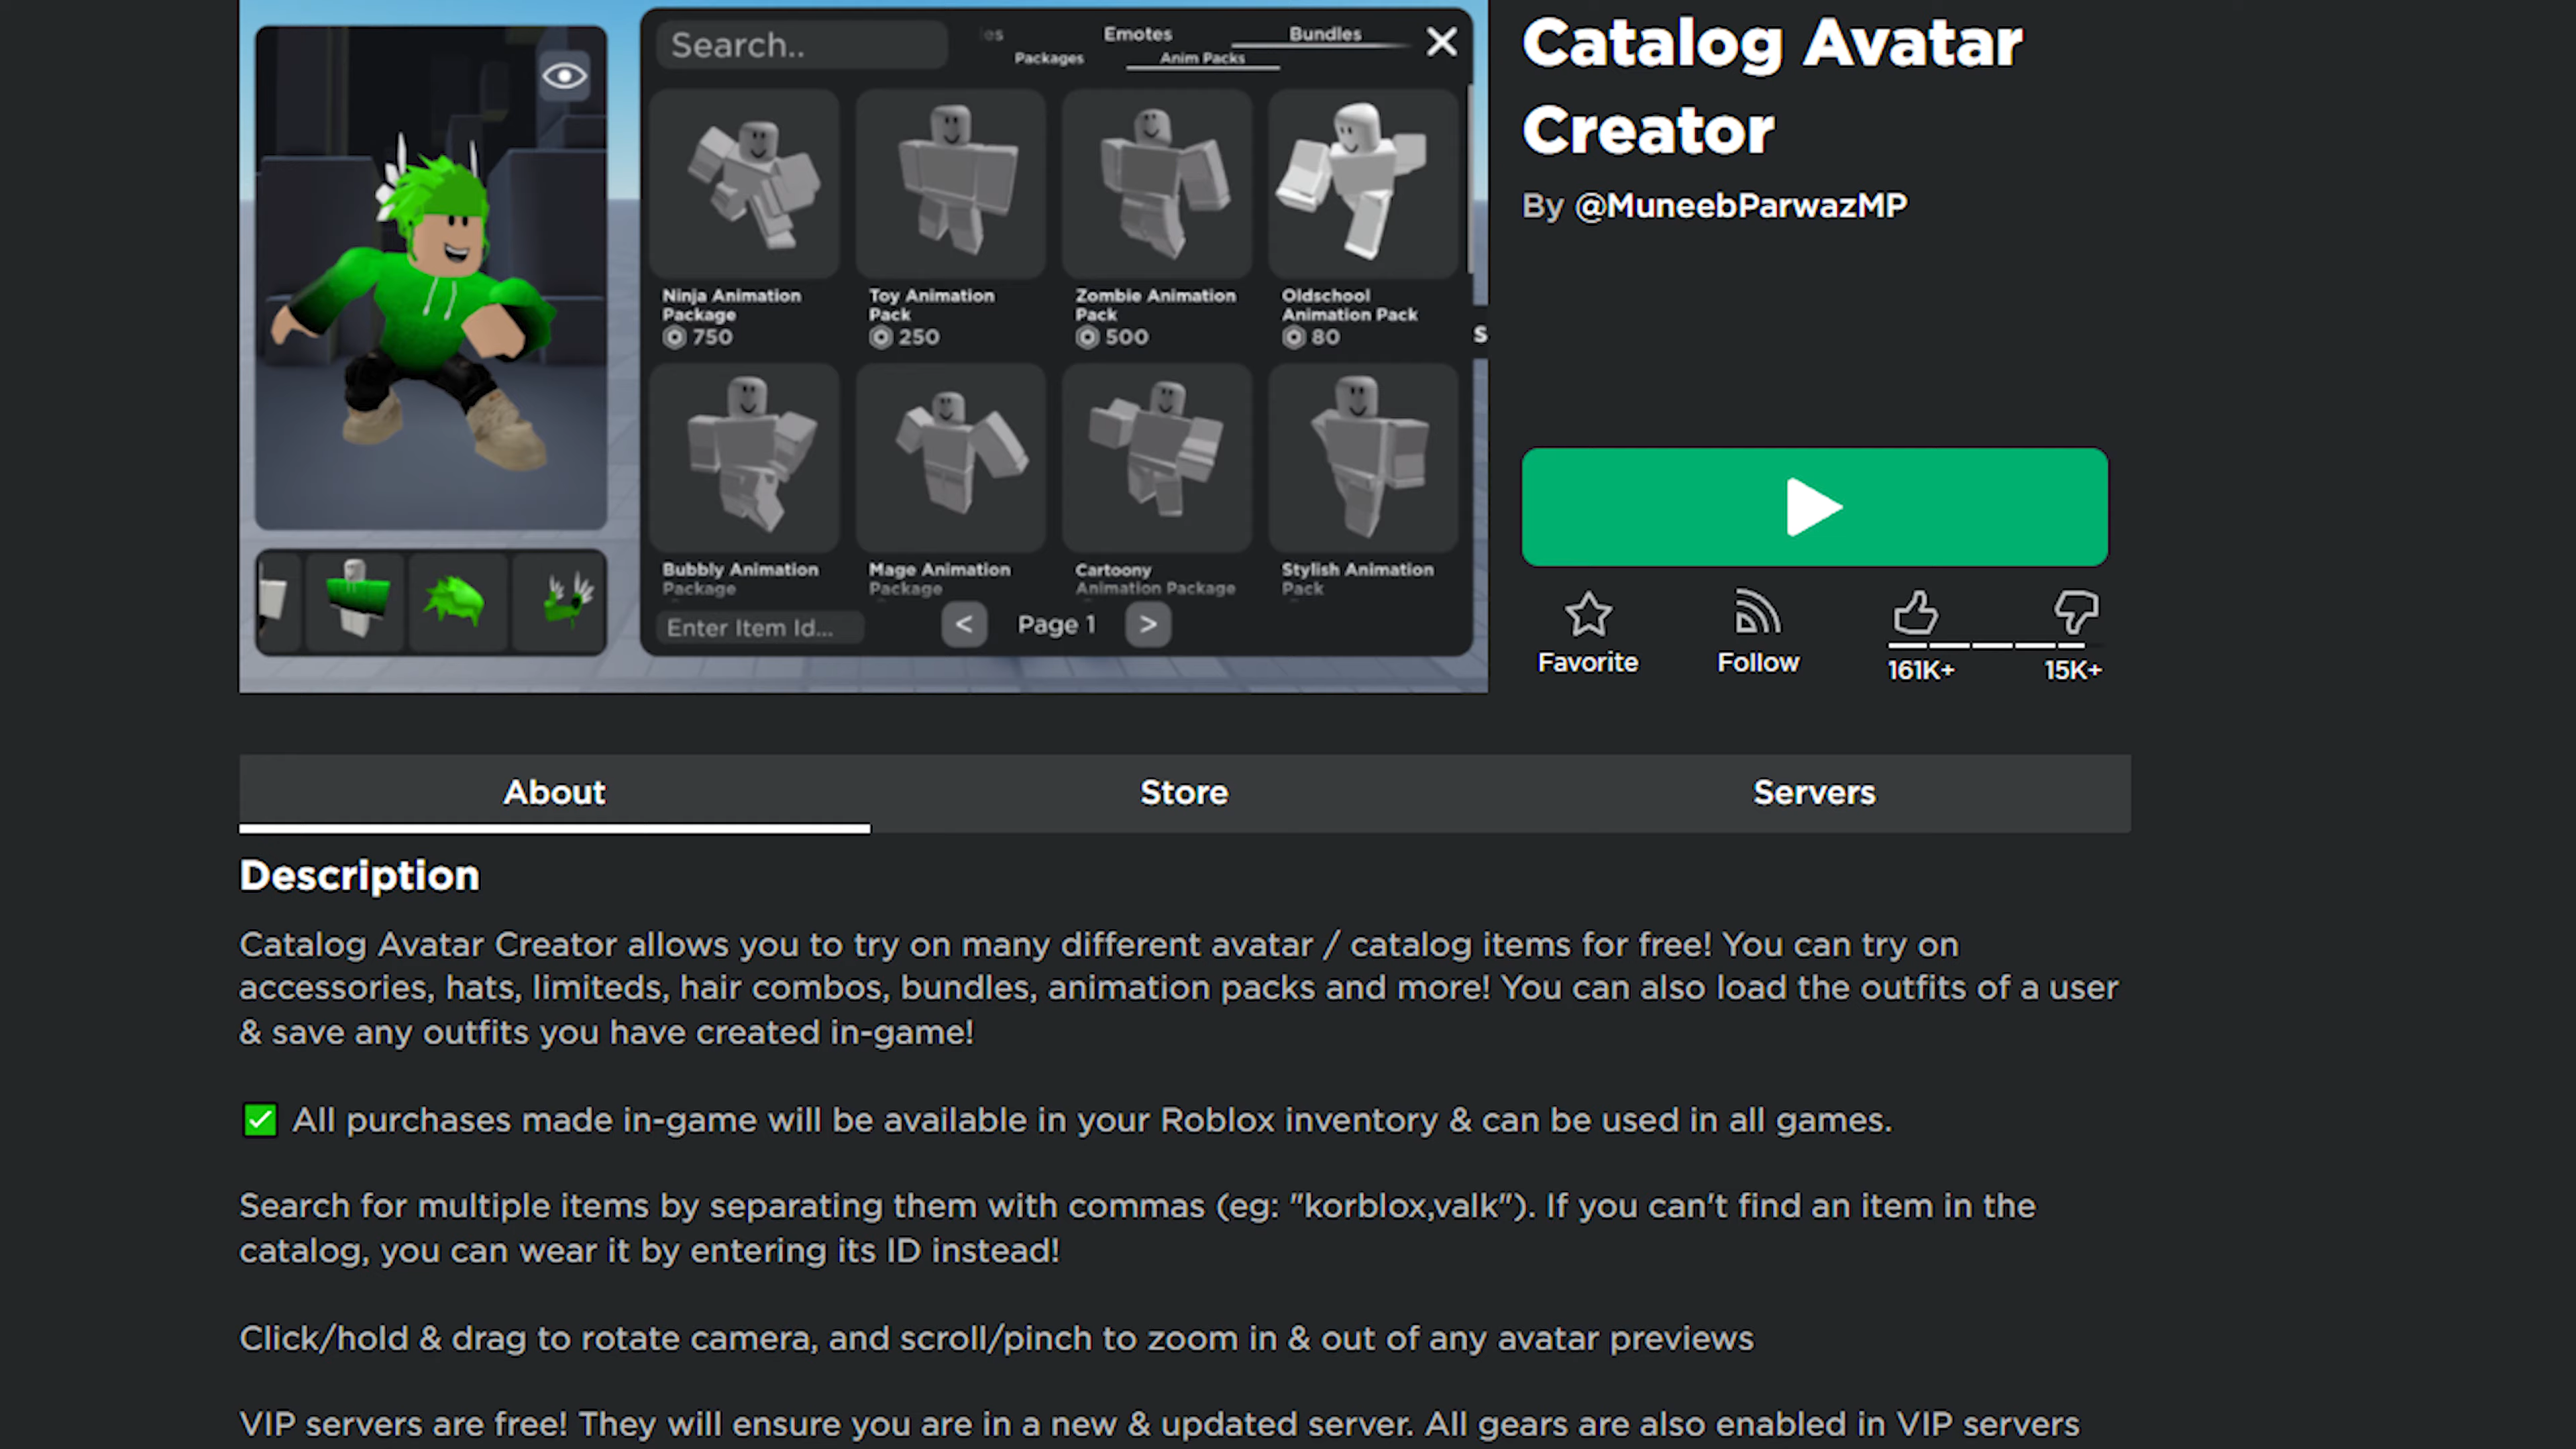 Search..
es
Emotes
Bundles
Packages
Anim Packs
Ninja Animation
Package
750
Toy Animation
Pack
250
Zombie Animation
Pack
500
Oldschool
Animation Pack
80
S
Bubbly Animation
Package
Mage Animation
Package
Cartoony
Animation Package
Stylish Animation
Pack
Enter Item Id...
<
Page 1
>
Catalog Avatar
Creator
By @MuneebParwazMP
Favorite
Follow
161K+
15K+
About
Store
Servers
Description
Catalog Avatar Creator allows you to try on many different avatar / catalog items for free! You can try on
accessories, hats, limiteds, hair combos, bundles, animation packs and more! You can also load the outfits of a user
& save any outfits you have created in-game!
✅ All purchases made in-game will be available in your Roblox inventory & can be used in all games.
Search for multiple items by separating them with commas (eg: "korblox,valk"). If you can't find an item in the
catalog, you can wear it by entering its ID instead!
Click/hold & drag to rotate camera, and scroll/pinch to zoom in & out of any avatar previews
VIP servers are free! They will ensure you are in a new & updated server. All gears are also enabled in VIP servers